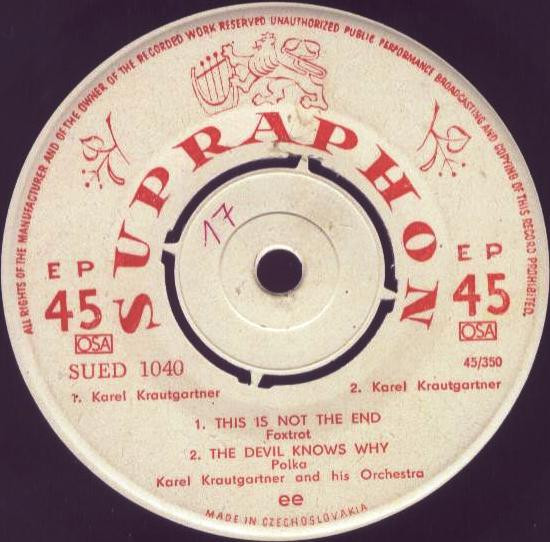 ALL RIGHTS OF THE MANUFACTURER AND OF THE OWNER OF THE RECORDED WORK RESERVED UNAUTHORIZED PUBLIC PERFORMANCE BROADCASTING AND COPYING OF THIS RECORD PROHIBITED.
SUPRAPHON
17
EP
45
OSA
EP
45
OSA
SUED 1040
45/350
1. Karel Krautgartner
2. Karel Krautgartner
1. THIS IS NOT THE END
Foxtrot
2. THE DEVIL KNOWS WHY
Polka
Karel Krautgartner and his Orchestra
ee
MADE IN CZECHOSLOVAKIA